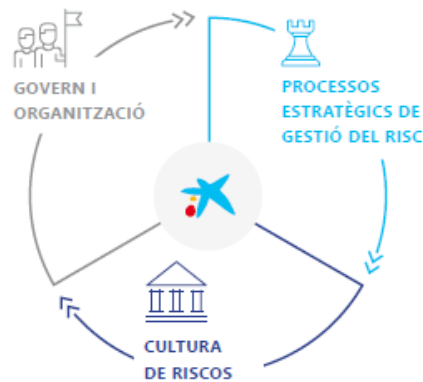 GOVERN I
ORGANITZACIÓ
PROCESSOS
ESTRATÈGICS DE
GESTIÓ DEL RISC
CULTURA
DE RISCOS